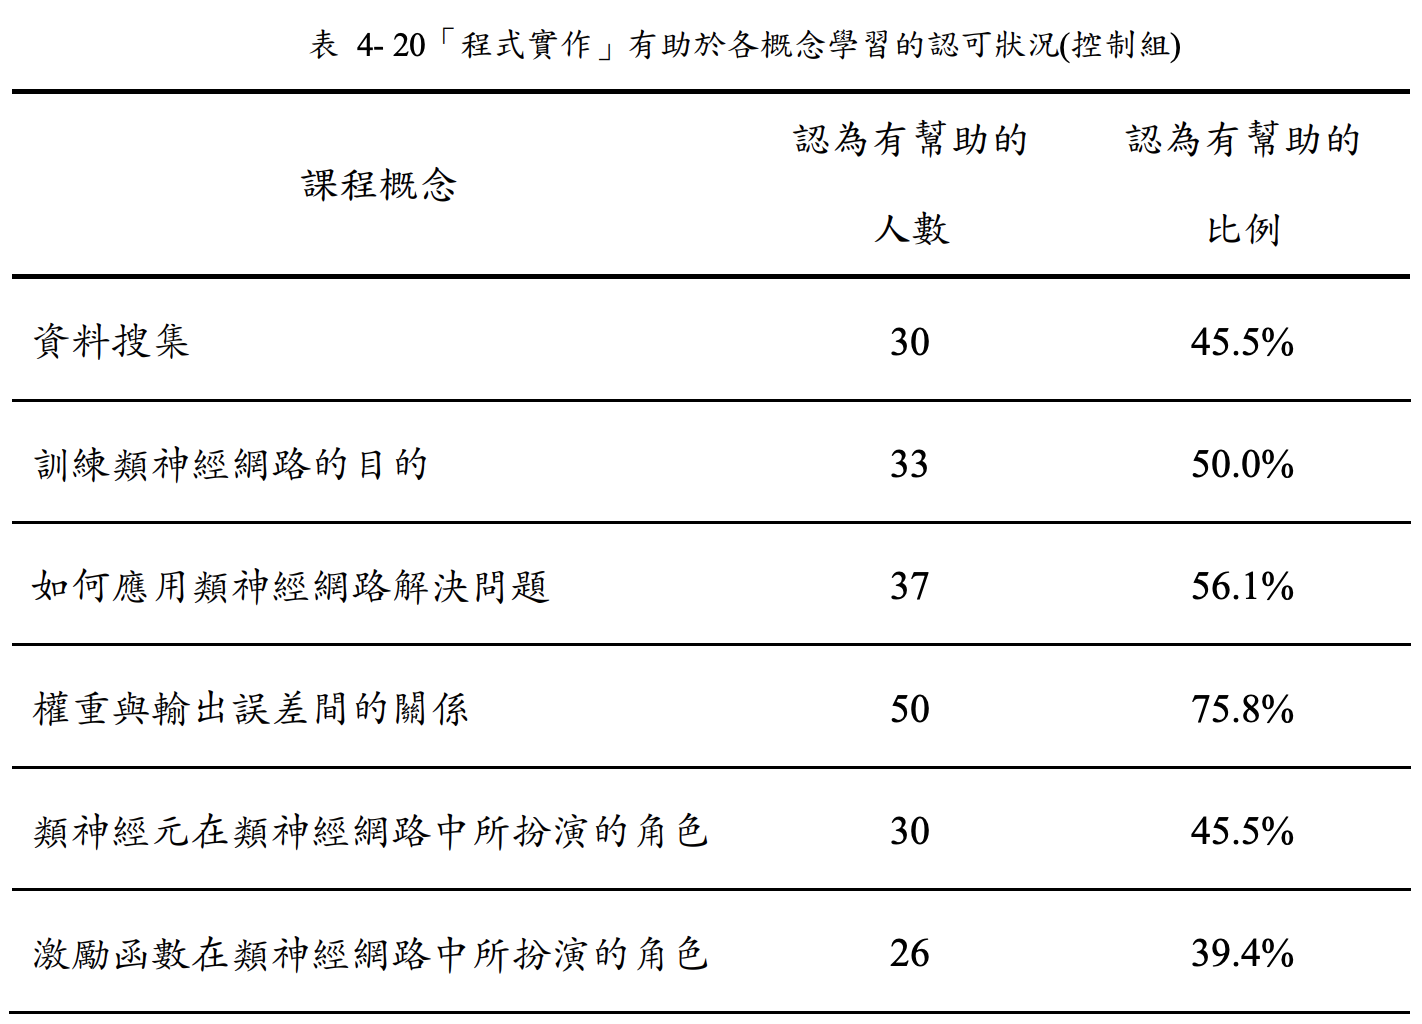 表 4- 20「程式實作」有助於各概念學習的認可狀況(控制組)
課程概念 認為有幫助的人數 認為有幫助的比例
資料搜集 30 45.5%
訓練類神經網路的目的 33 50.0%
如何應用類神經網路解決問題 37 56.1%
權重與輸出誤差間的關係 50 75.8%
類神經元在類神經網路中所扮演的角色 30 45.5%
激勵函數在類神經網路中所扮演的角色 26 39.4%